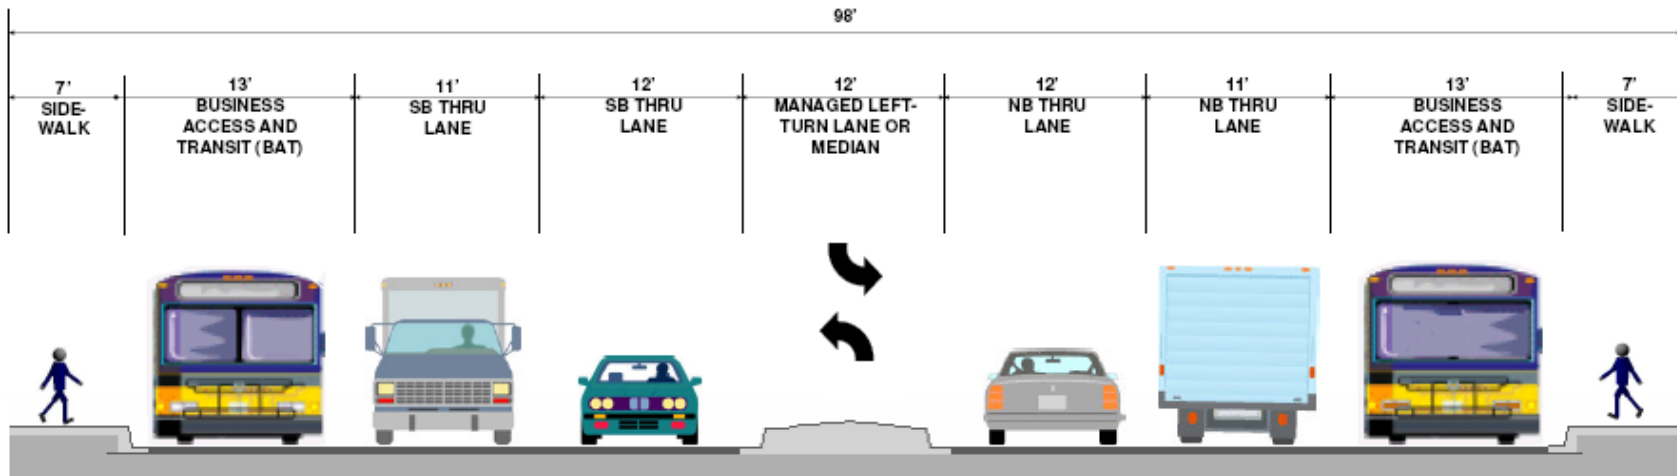 98'
7'
SIDE-
WALK
13'
BUSINESS
ACCESS AND
TRANSIT (BAT)
11'
SB THRU
LANE
12'
SB THRU
LANE
12'
MANAGED LEFT-
TURN LANE OR
MEDIAN
12'
NB THRU
LANE
11'
NB THRU
LANE
13'
BUSINESS
ACCESS AND
TRANSIT (BAT)
7'
SIDE-
WALK